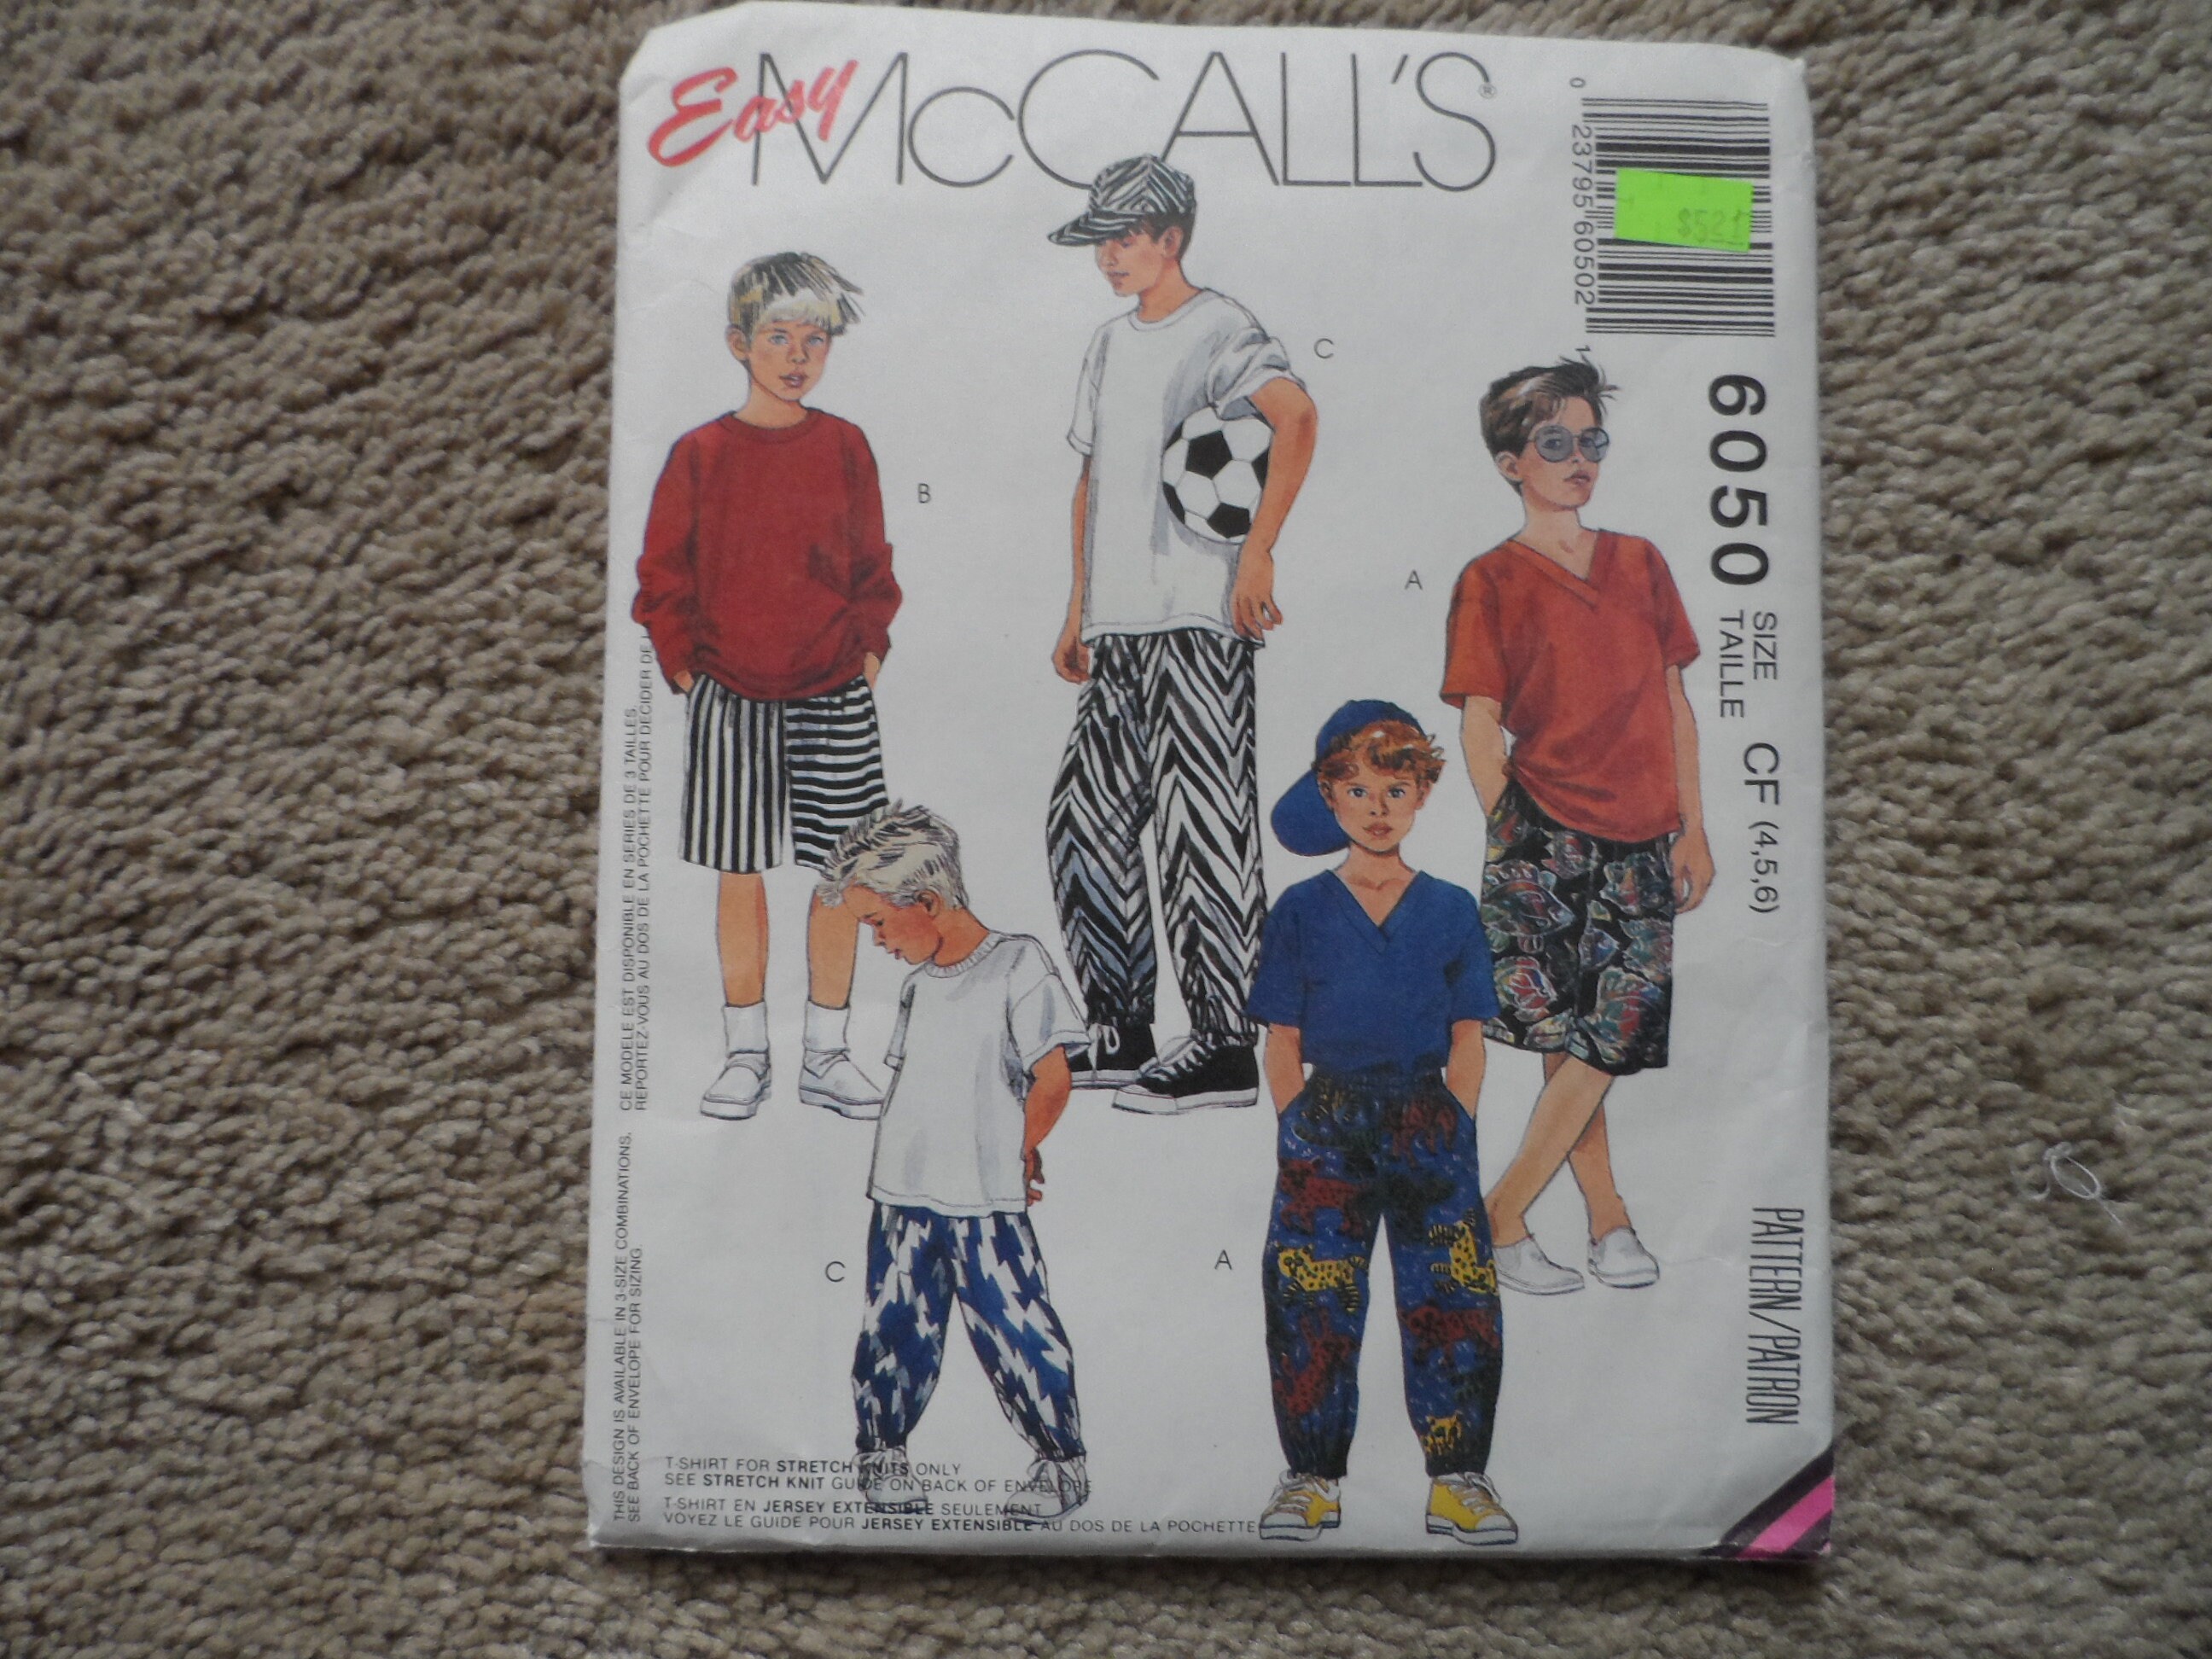 Easy McCALL'S®
0 23795 60502 1
$521
6050 SIZE TAILLE CF (4,5,6)
B
C
A
C
A
PATTERN/PATRON
CE MODELE EST DISPONIBLE EN SERIES DE 3 TAILLES.
REPORTEZ-VOUS AU DOS DE LA POCHETTE POUR DECIDER DE
THIS DESIGN IS AVAILABLE IN 3-SIZE COMBINATIONS.
SEE BACK OF ENVELOPE FOR SIZING.
T-SHIRT FOR STRETCH KNITS ONLY
SEE STRETCH KNIT GUIDE ON BACK OF ENVELOPE
T-SHIRT EN JERSEY EXTENSIBLE SEULEMENT
VOYEZ LE GUIDE POUR JERSEY EXTENSIBLE AU DOS DE LA POCHETTE